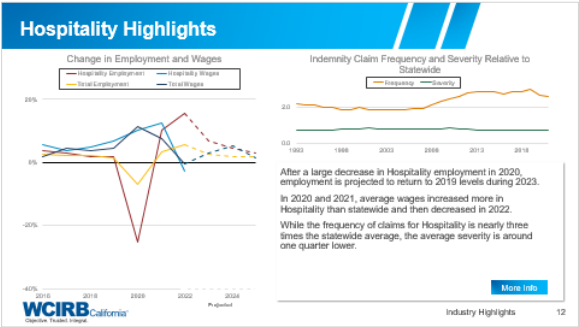 Hospitality Highlights
Change in Employment and Wages
Hospitality Employment
Hospitality Wages
Total Employment
Total Wages
20%
0%
-20%
-40%
2016
2018
2020
2022
2024
Projected
Indemnity Claim Frequency and Severity Relative to
Statewide
Frequency
Severity
2.0
0.0
1993
1998
2003
2008
2013
2018
After a large decrease in Hospitality employment in 2020,
employment is projected to return to 2019 levels during 2023.
In 2020 and 2021, average wages increased more in
Hospitality than statewide and then decreased in 2022.
While the frequency of claims for Hospitality is nearly three
times the statewide average, the average severity is around
one quarter lower.
More Info
WCIRB California
Objective. Trusted. Integral.
Industry Highlights
12